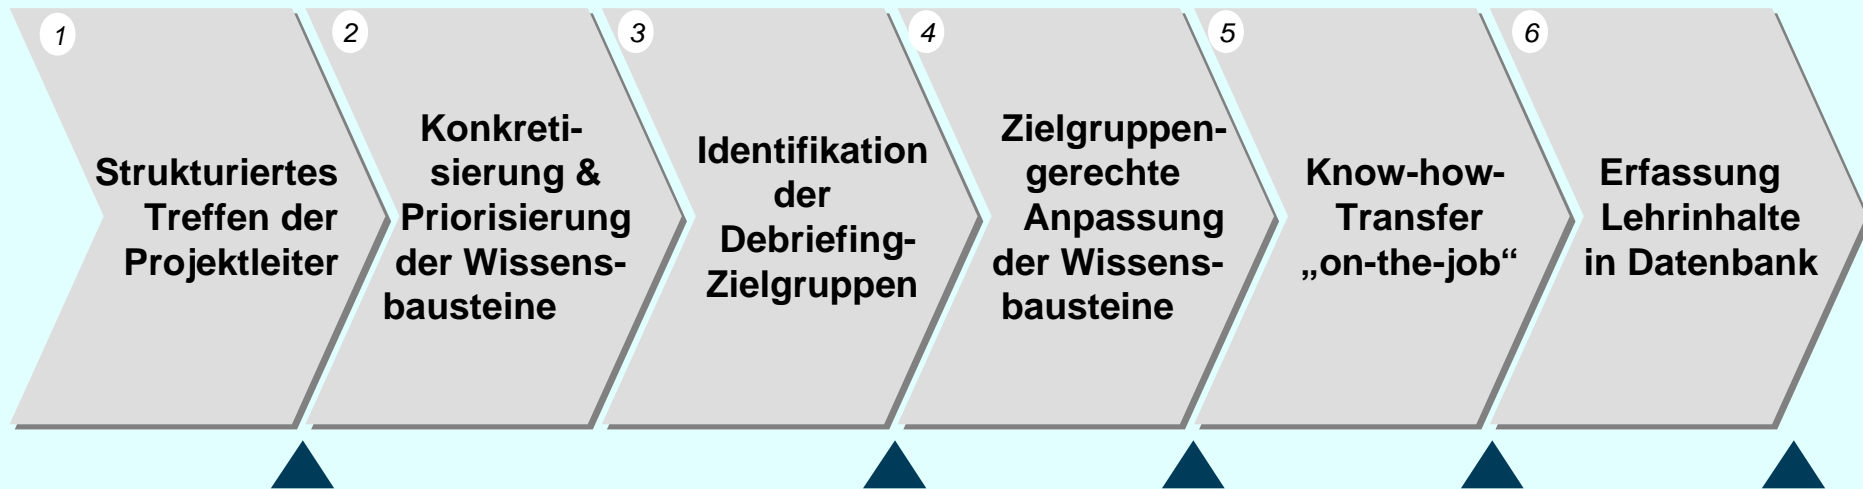 1
Strukturiertes
Treffen der
Projektleiter
2
Konkreti-
sierung &
Priorisierung
der Wissens-
bausteine
3
Identifikation
der
Debriefing-
Zielgruppen
4
Zielgruppen-
gerechte
Anpassung
der Wissens-
bausteine
5
Know-how-
Transfer
„on-the-job“
6
Erfassung
Lehrinhalte
in Datenbank